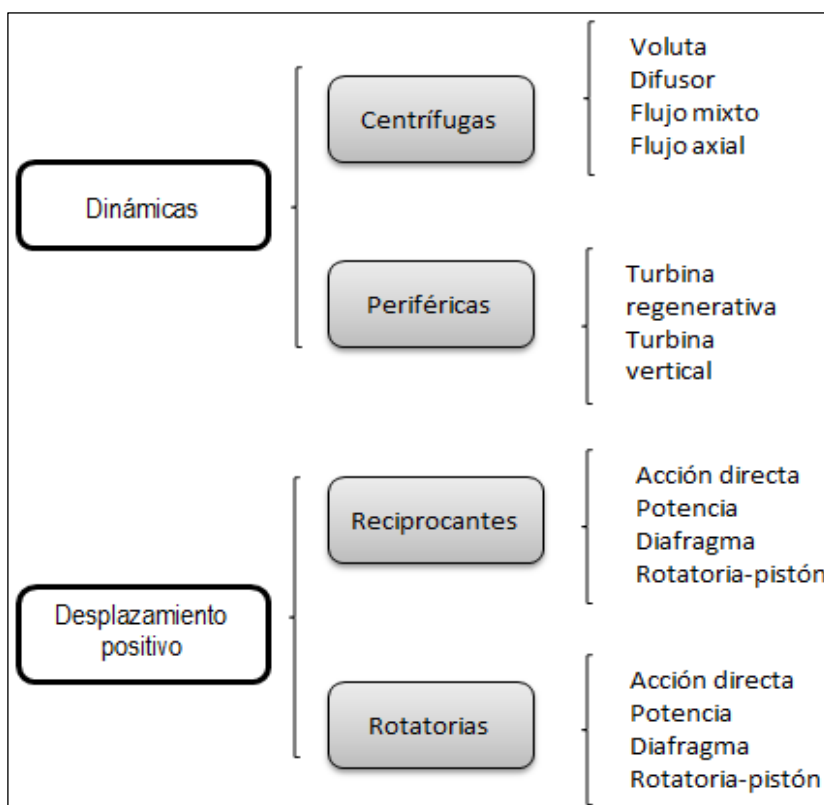 Dinámicas
Centrífugas
Voluta
Difusor
Flujo mixto
Flujo axial
Periféricas
Turbina
regenerativa
Turbina
vertical
Desplazamiento
positivo
Reciprocantes
Acción directa
Potencia
Diafragma
Rotatoria-pistón
Rotatorias
Acción directa
Potencia
Diafragma
Rotatoria-pistón